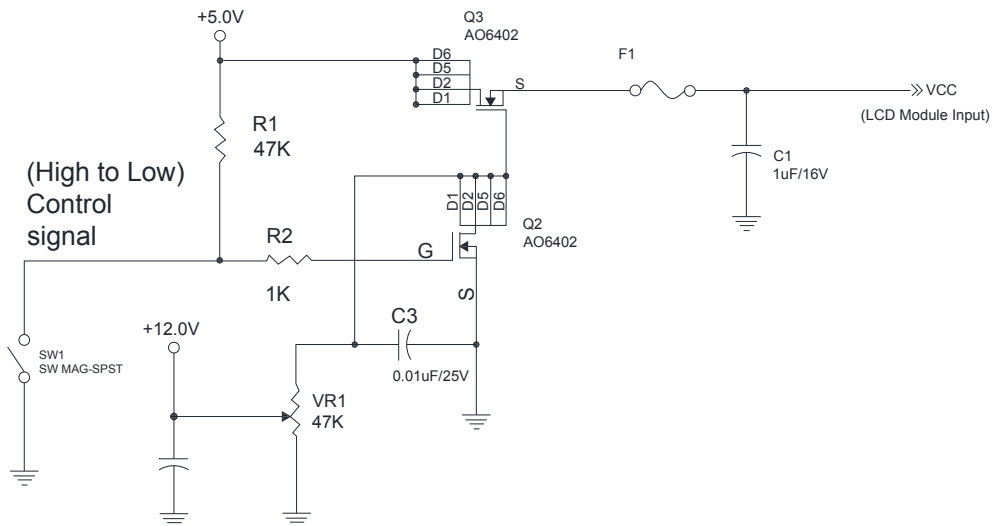 +5.0V
Q3
AO6402
D6
D5
D2
D1
S
F1
VCC
(LCD Module Input)
R1
47K
C1
1uF/16V
(High to Low)
Control
signal
D1
D2
D5
D6
Q2
AO6402
R2
1K
G
S
+12.0V
C3
0.01uF/25V
SW1
SW MAG-SPST
VR1
47K